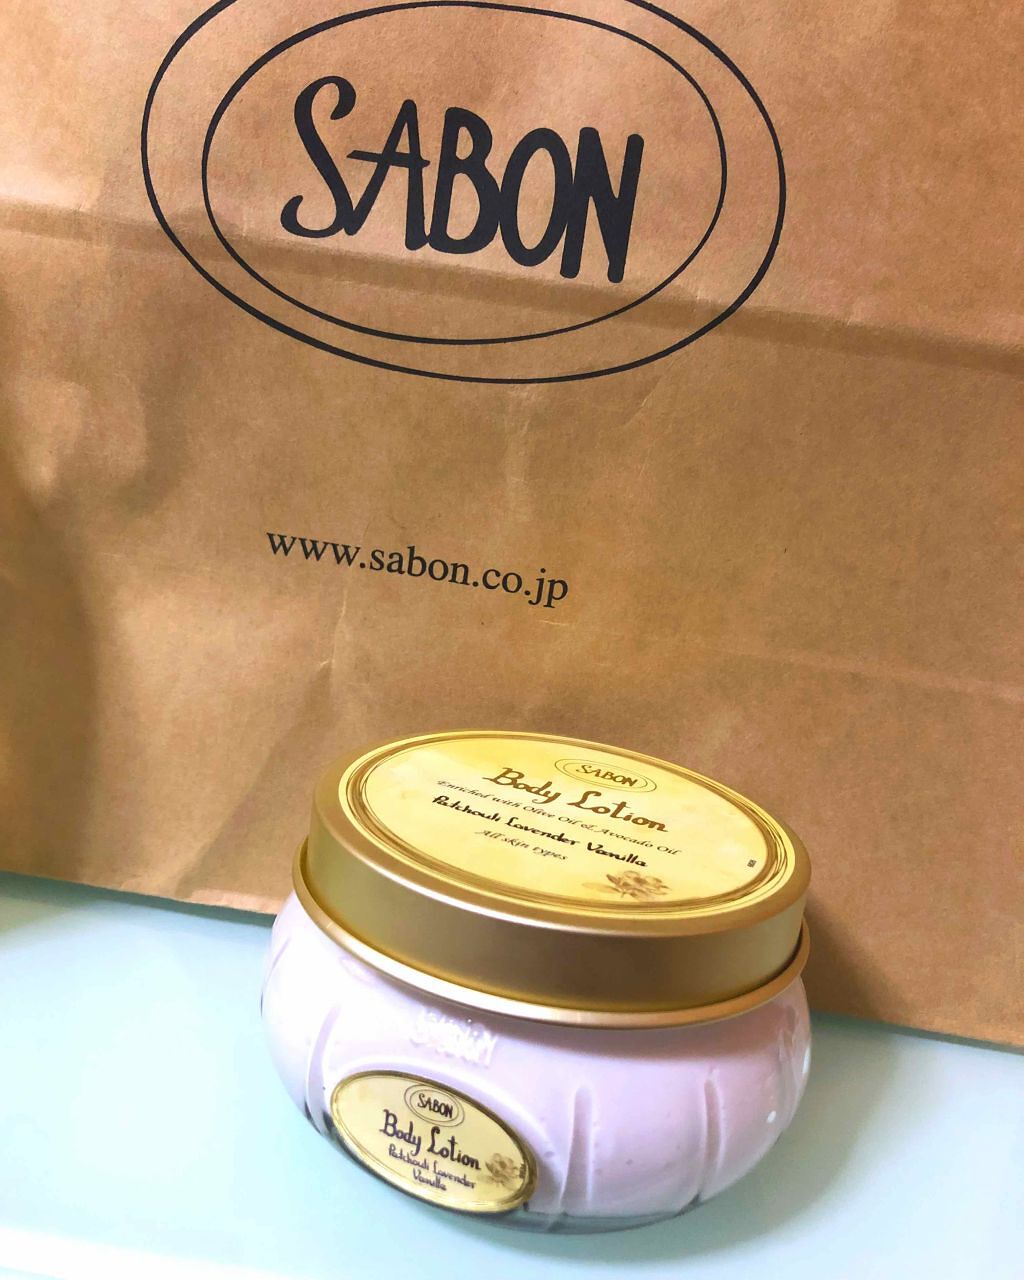 SABON
www.sabon.co.jp
SABON
Body Lotion
Enriched with Olive Oil & Avocado Oil
Patchouli Lavender Vanilla
All skin types
SABON
Body Lotion
Patchouli Lavender
Vanilla